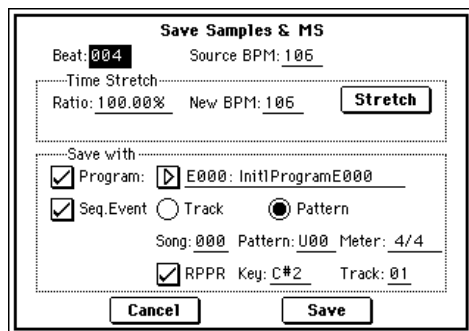 Save Samples & MS
Beat: 004 Source BPM: 106
Time Stretch
Ratio: 100.00% New BPM: 106 Stretch
Save with
Program: E000: InitlProgramE000
Seq.Event Track Pattern
Song: 000 Pattern: U00 Meter: 4/4
RPPR Key: C#2 Track: 01
Cancel Save